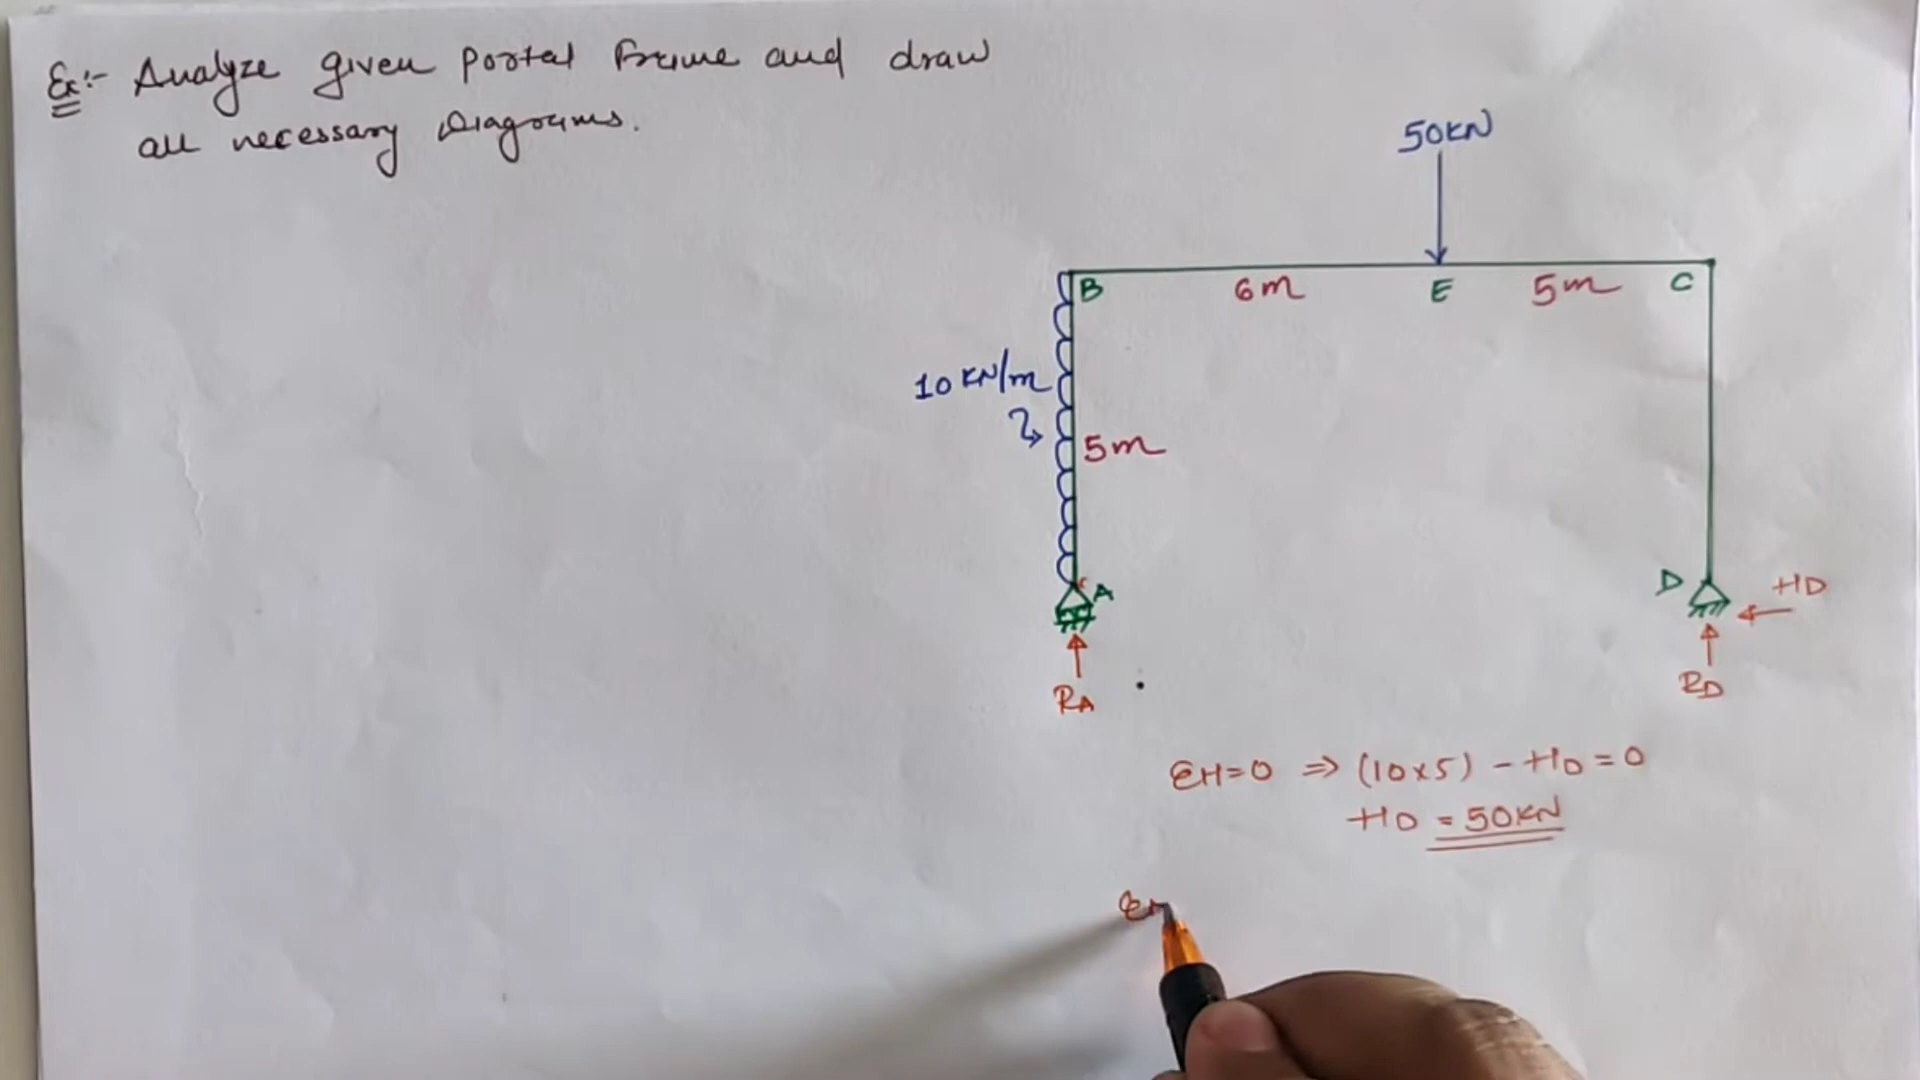 Ex:- Analyze given portal Frame and draw
all necessary Diagrams.
50KN
B 6m E 5m C
10 KN/m
5m
A
D HD
RA
RD
ƐH=0 ⇒ (10×5) - HD = 0
HD = 50KN